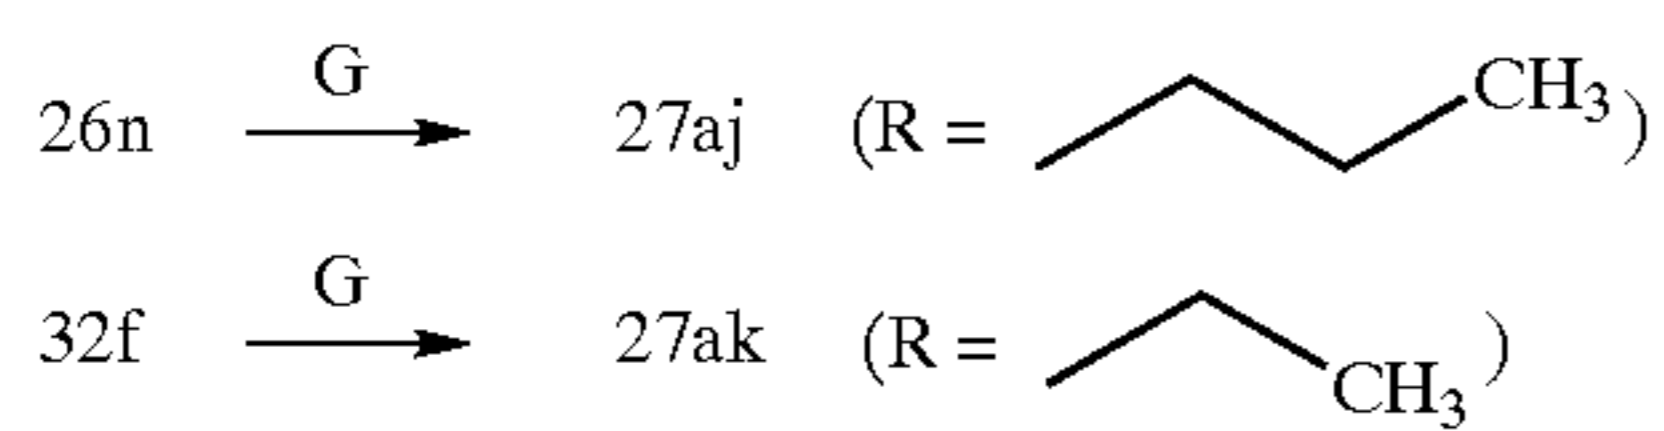 G
26n 27aj (R = CH3)
G
32f 27ak (R = CH3)